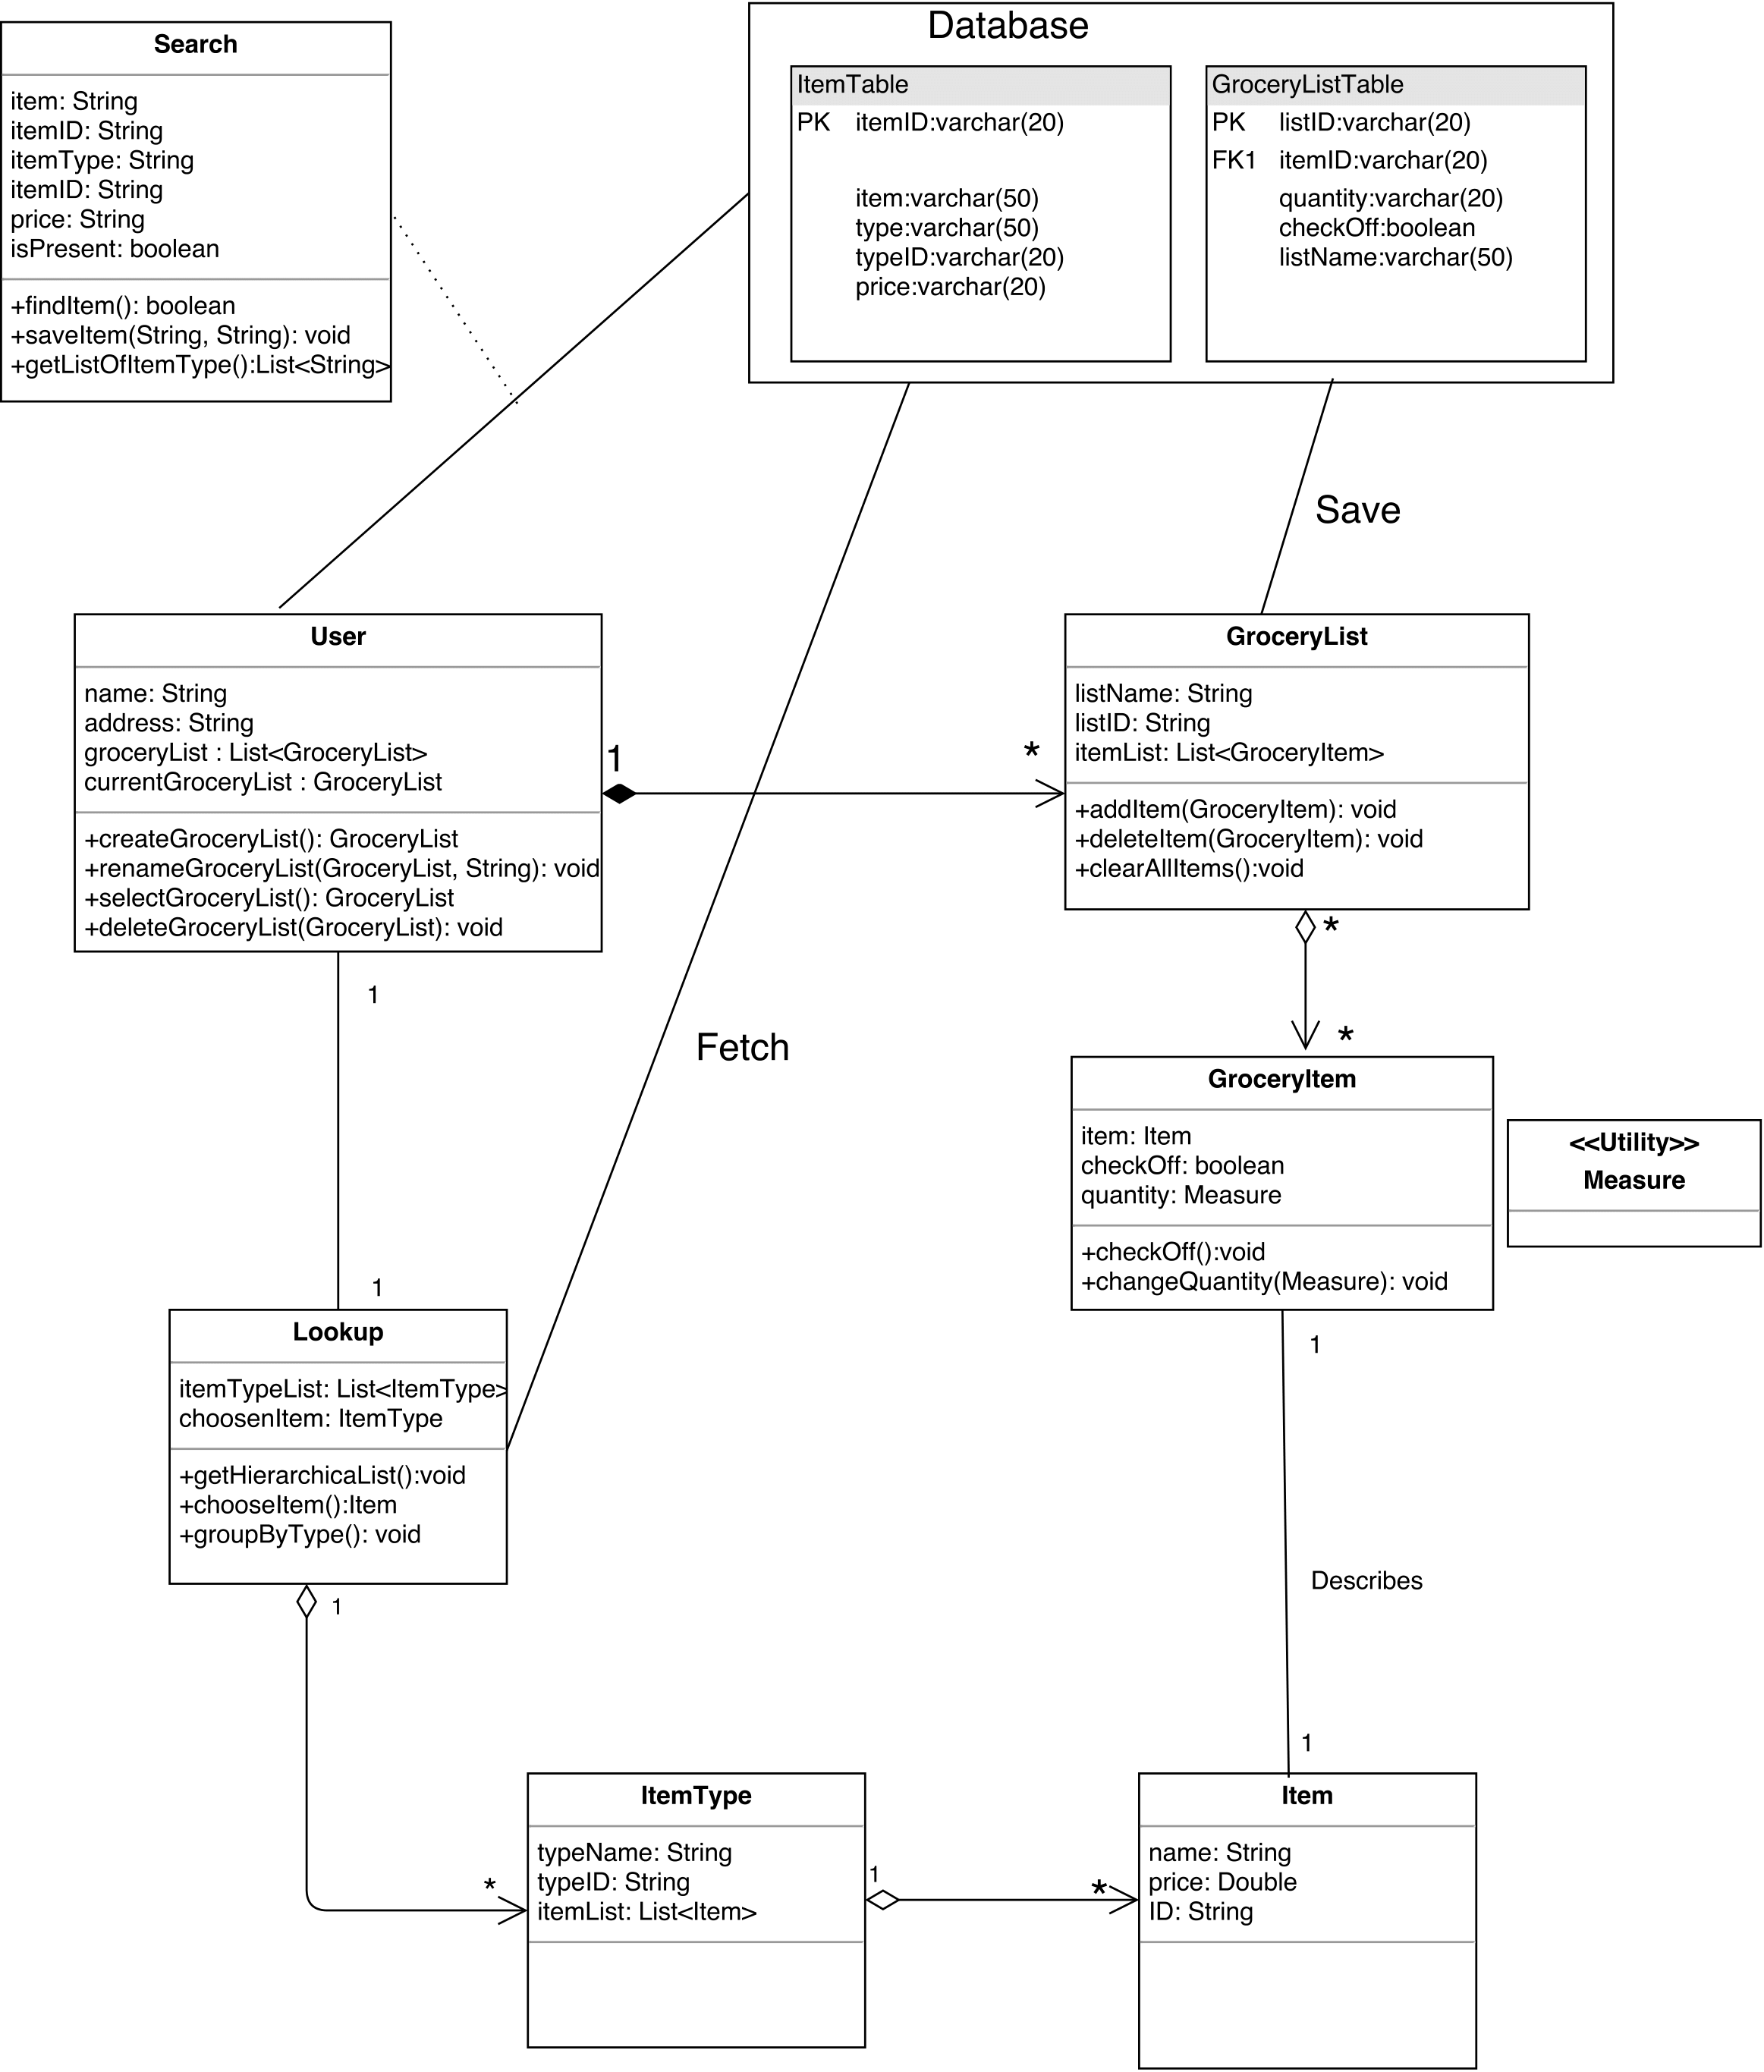 Search
item: String
itemID: String
itemType: String
itemID: String
price: String
isPresent: boolean
+findItem(): boolean
+saveItem(String, String): void
+getListOfItemType():List<String>
Database
ItemTable
PK itemID:varchar(20)
item:varchar(50)
type:varchar(50)
typeID:varchar(20)
price:varchar(20)
GroceryListTable
PK listID:varchar(20)
FK1 itemID:varchar(20)
quantity:varchar(20)
checkOff:boolean
listName:varchar(50)
Save
User
name: String
address: String
groceryList : List<GroceryList>
currentGroceryList : GroceryList
+createGroceryList(): GroceryList
+renameGroceryList(GroceryList, String): void
+selectGroceryList(): GroceryList
+deleteGroceryList(GroceryList): void
1
*
GroceryList
listName: String
listID: String
itemList: List<GroceryItem>
+addItem(GroceryItem): void
+deleteItem(GroceryItem): void
+clearAllItems():void
*
*
1
Fetch
GroceryItem
item: Item
checkOff: boolean
quantity: Measure
+checkOff():void
+changeQuantity(Measure): void
<<Utility>>
Measure
1
1
Lookup
itemTypeList: List<ItemType>
choosenItem: ItemType
+getHierarchicaList():void
+chooseItem():Item
+groupByType(): void
1
Describes
1
*
ItemType
typeName: String
typeID: String
itemList: List<Item>
1
*
Item
name: String
price: Double
ID: String